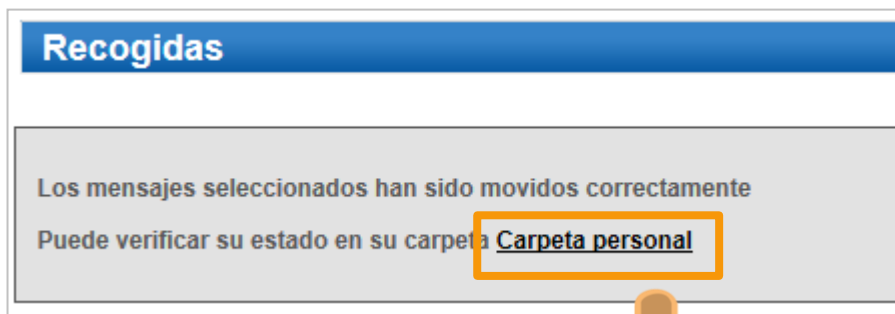 Recogidas
Los mensajes seleccionados han sido movidos correctamente
Puede verificar su estado en su carpeta Carpeta personal